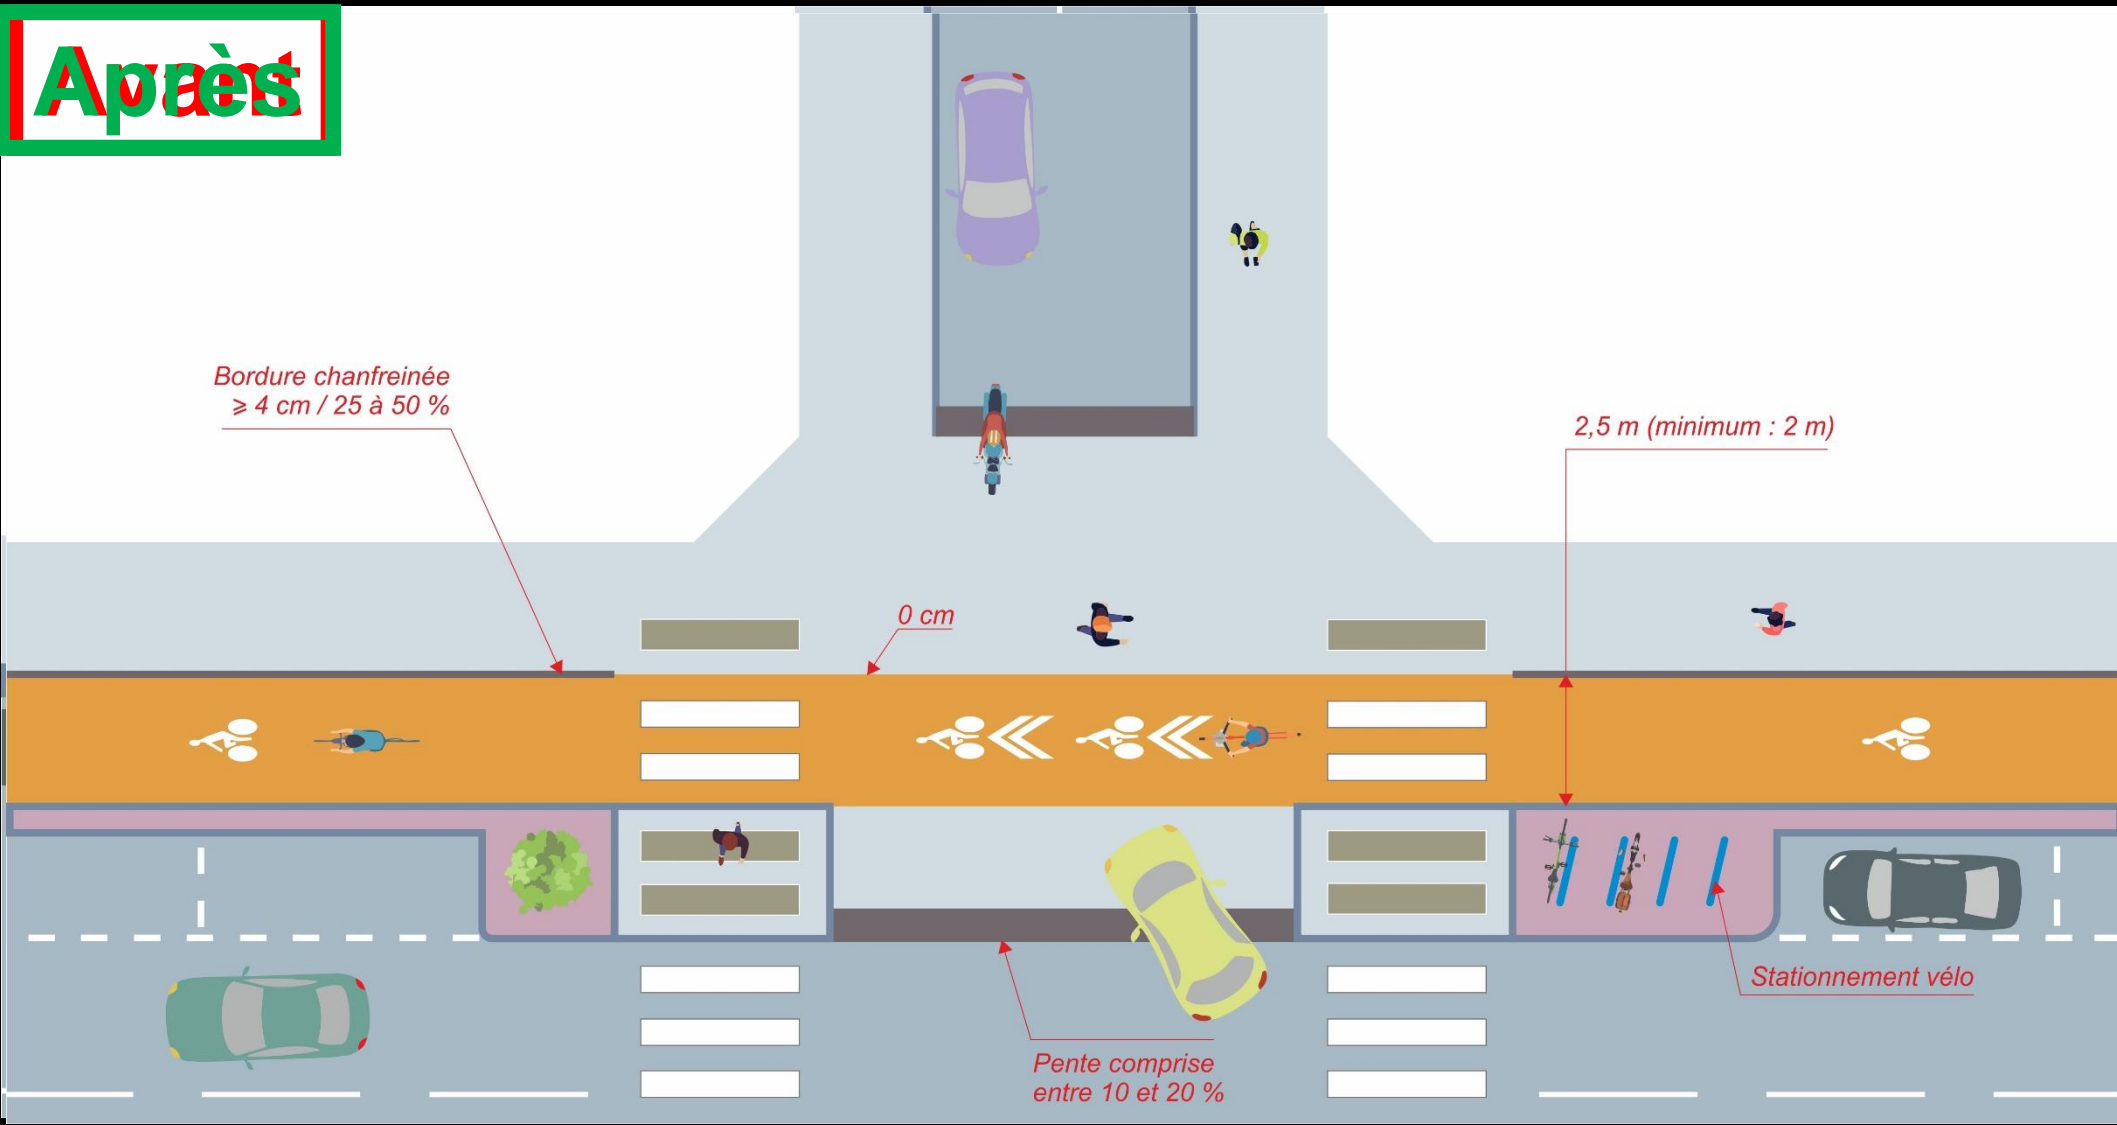 Avant
Après
Bordure chanfreinée
⩾ 4 cm / 25 à 50 %
2,5 m (minimum : 2 m)
0 cm
Stationnement vélo
Pente comprise
entre 10 et 20 %